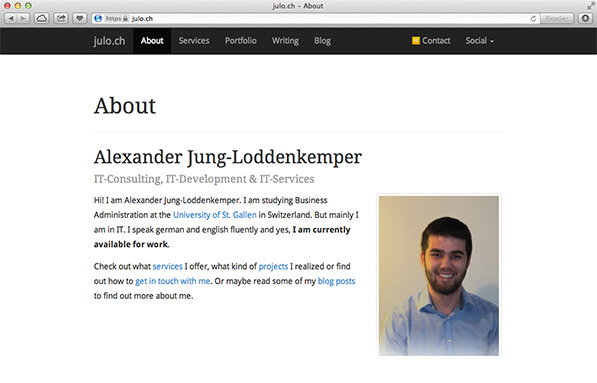 julo.ch – About
https julo.ch Reader
julo.ch About Services Portfolio Writing Blog Contact Social
About
Alexander Jung-Loddenkemper
IT-Consulting, IT-Development & IT-Services
Hi! I am Alexander Jung-Loddenkemper. I am studying Business
Administration at the University of St. Gallen in Switzerland. But mainly I
am in IT. I speak german and english fluently and yes, I am currently
available for work.
Check out what services I offer, what kind of projects I realized or find
out how to get in touch with me. Or maybe read some of my blog posts
to find out more about me.